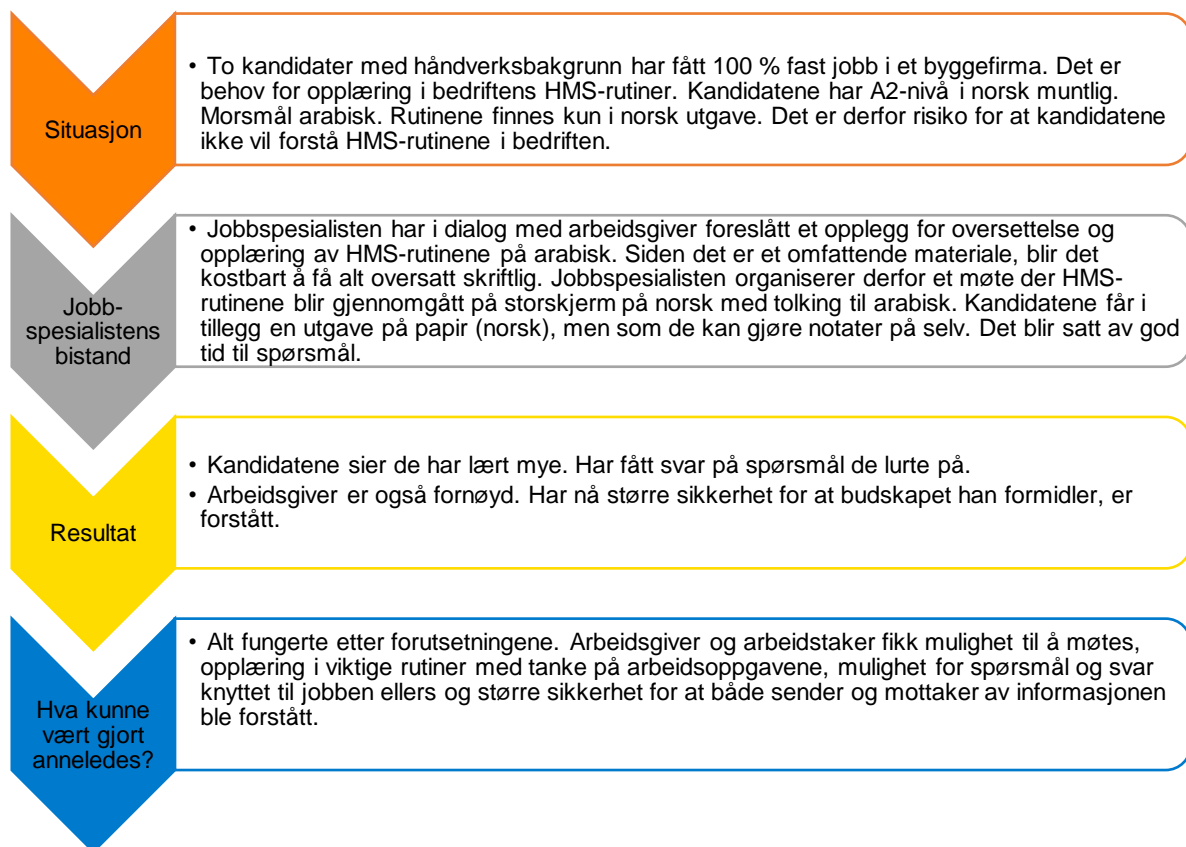 Situasjon
• To kandidater med håndverksbakgrunn har fått 100 % fast jobb i et byggefirma. Det er
behov for opplæring i bedriftens HMS-rutiner. Kandidatene har A2-nivå i norsk muntlig.
Morsmål arabisk. Rutinene finnes kun i norsk utgave. Det er derfor risiko for at kandidatene
ikke vil forstå HMS-rutinene i bedriften.
Jobb-
spesialistens
bistand
• Jobbspesialisten har i dialog med arbeidsgiver foreslått et opplegg for oversettelse og
opplæring av HMS-rutinene på arabisk. Siden det er et omfattende materiale, blir det
kostbart å få alt oversatt skriftlig. Jobbspesialisten organiserer derfor et møte der HMS-
rutinene blir gjennomgått på storskjerm på norsk med tolking til arabisk. Kandidatene får i
tillegg en utgave på papir (norsk), men som de kan gjøre notater på selv. Det blir satt av god
tid til spørsmål.
Resultat
• Kandidatene sier de har lært mye. Har fått svar på spørsmål de lurte på.
• Arbeidsgiver er også fornøyd. Har nå større sikkerhet for at budskapet han formidler, er
forstått.
Hva kunne
vært gjort
anneledes?
• Alt fungerte etter forutsetningene. Arbeidsgiver og arbeidstaker fikk mulighet til å møtes,
opplæring i viktige rutiner med tanke på arbeidsoppgavene, mulighet for spørsmål og svar
knyttet til jobben ellers og større sikkerhet for at både sender og mottaker av informasjonen
ble forstått.